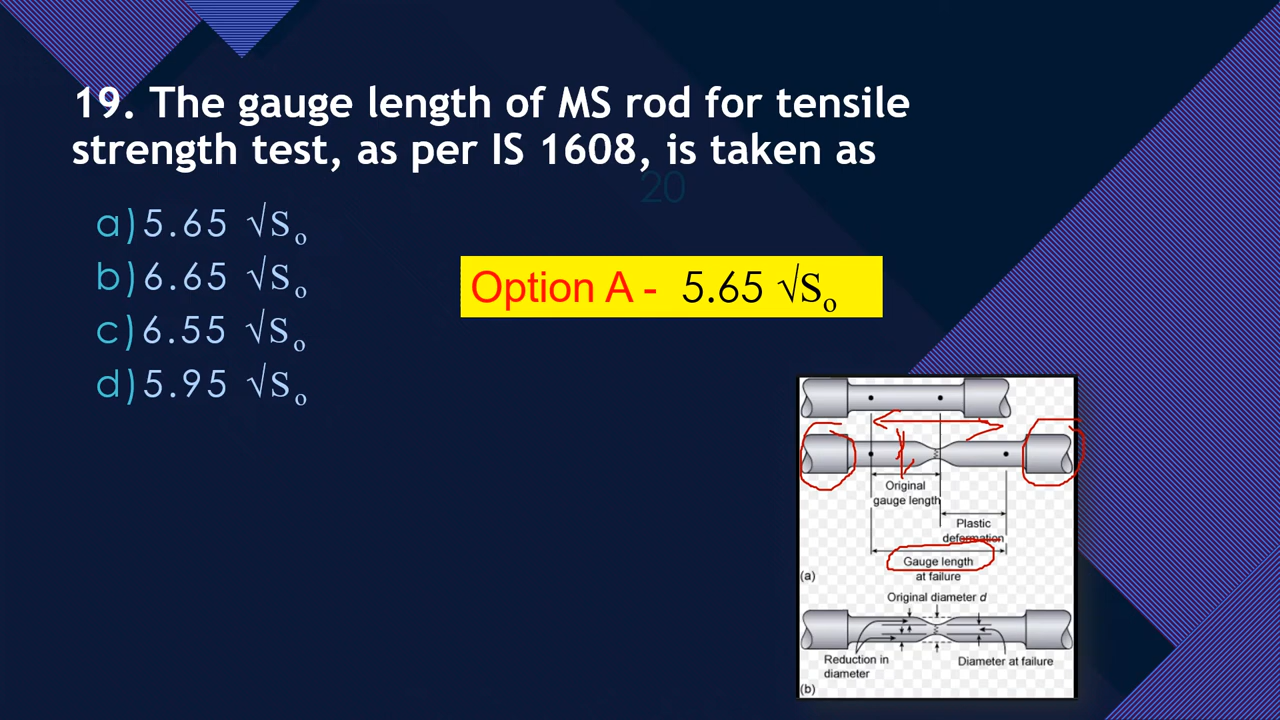 19. The gauge length of MS rod for tensile
strength test, as per IS 1608, is taken as
20
a) 5.65 √So
b) 6.65 √So
c) 6.55 √So
d) 5.95 √So
Option A - 5.65 √So
Original
gauge length
Plastic
deformation
Gauge length
at failure
(a)
Original diameter d
Reduction in
diameter
Diameter at failure
(b)